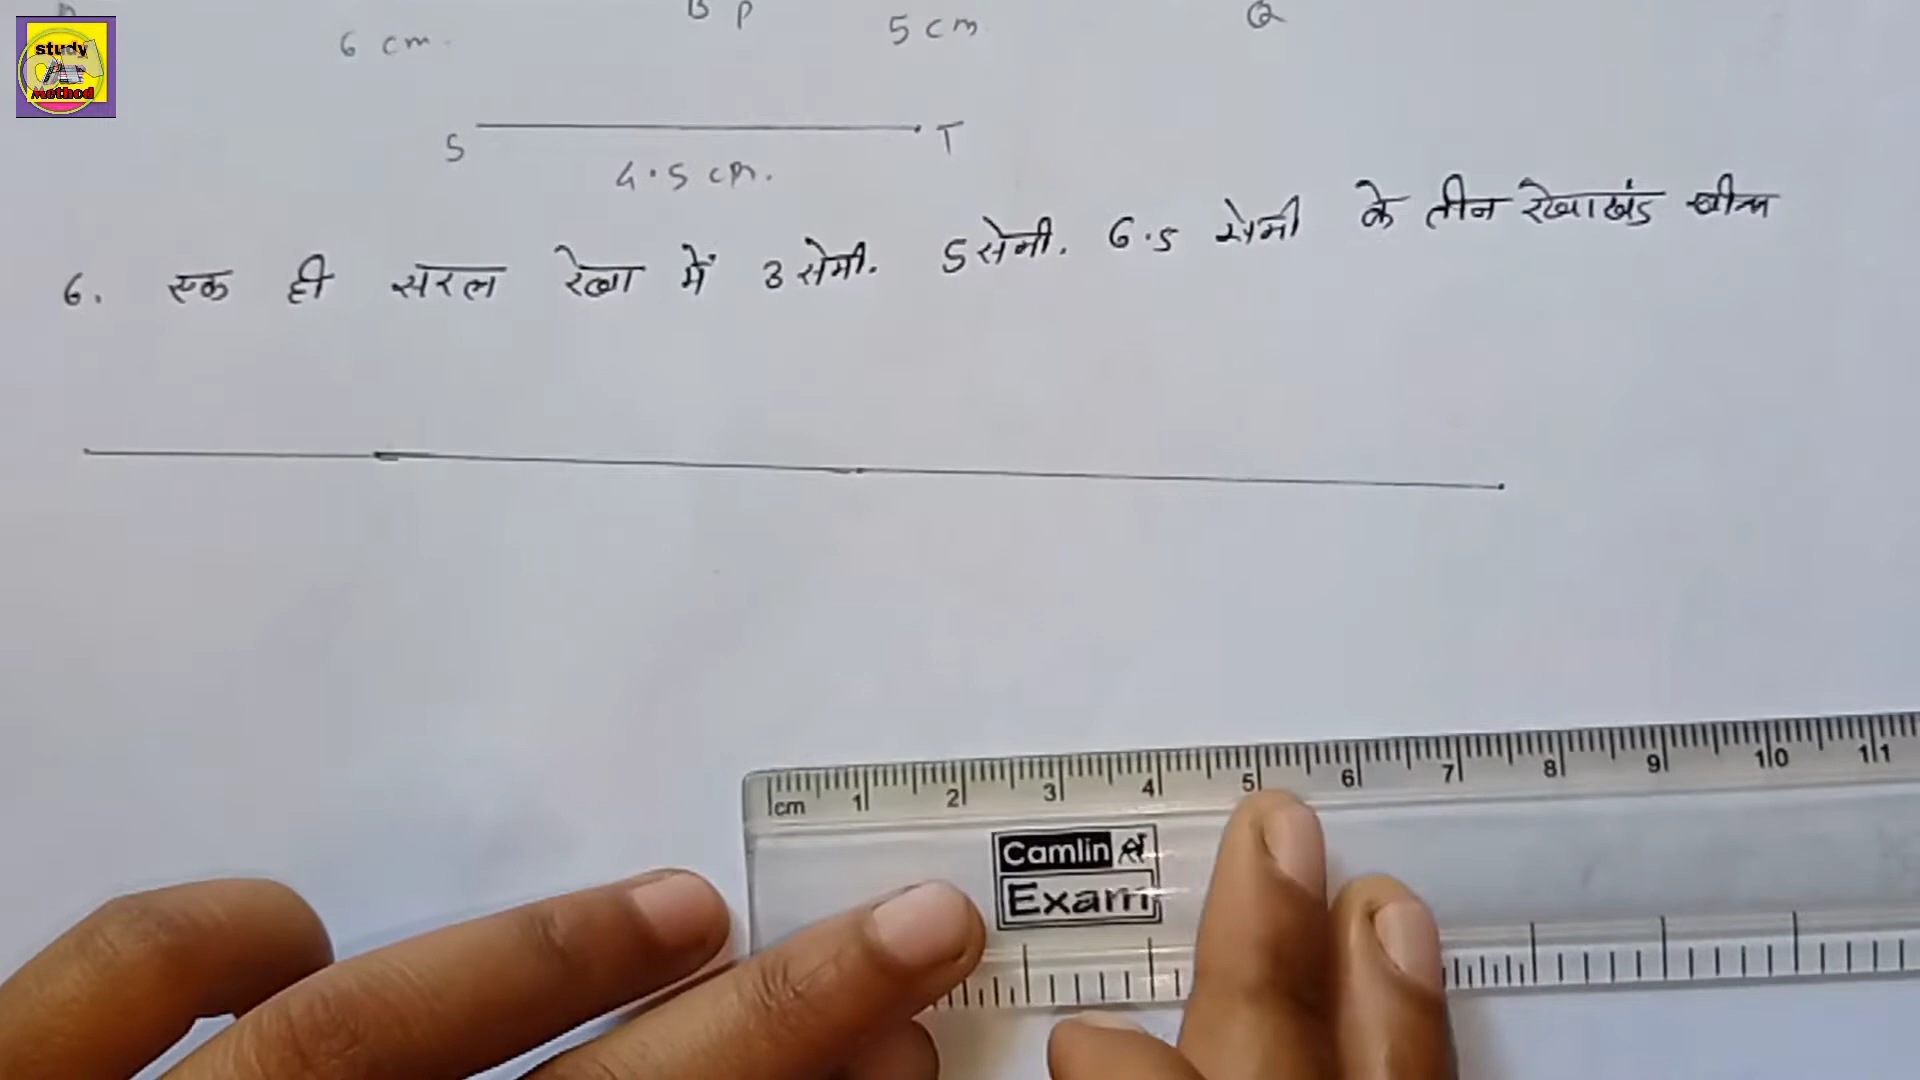 study
Method
B P
6 cm.
5 cm
Q
S
T
4.5 cm.
6. एक ही सरल रेखा में 3 सेमी. 5 सेमी. 6.5 सेमी के तीन रेखाखंड खींच
cm 1 2 3 4 5 6 7 8 9 10 11
Camlin
Exam